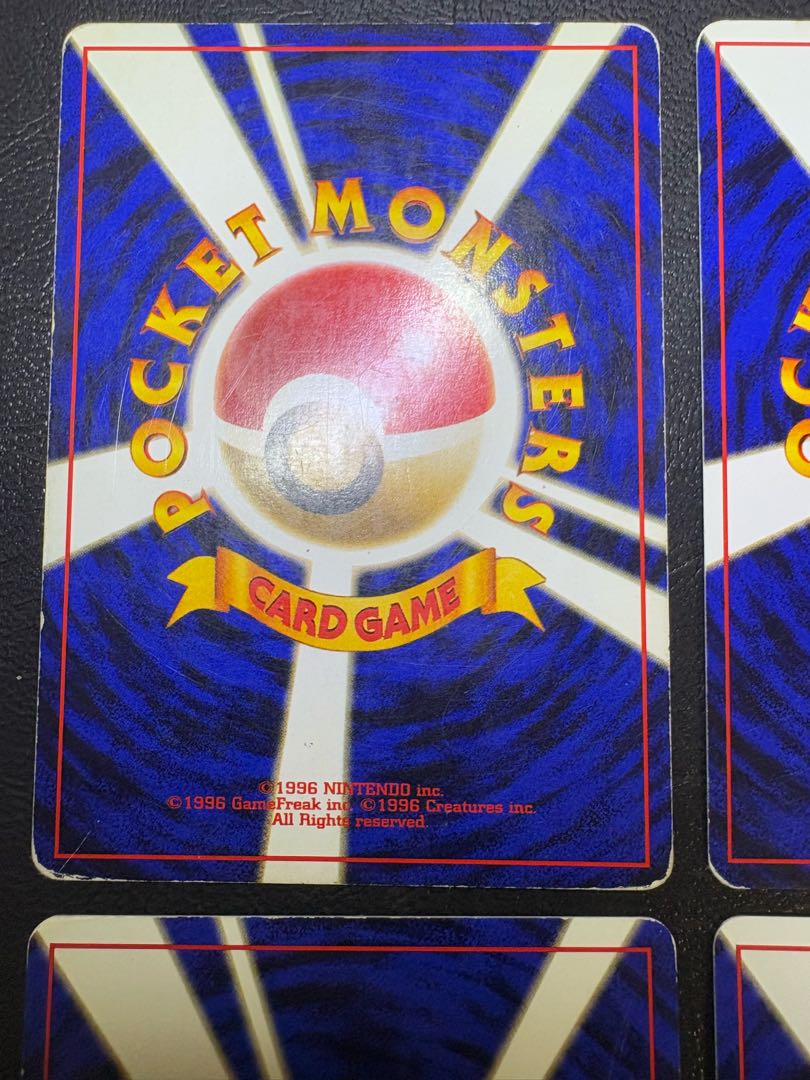 POCKET MONSTERS
CARD GAME
©1996 NINTENDO inc.
©1996 GameFreak inc. ©1996 Creatures inc.
All Rights reserved.